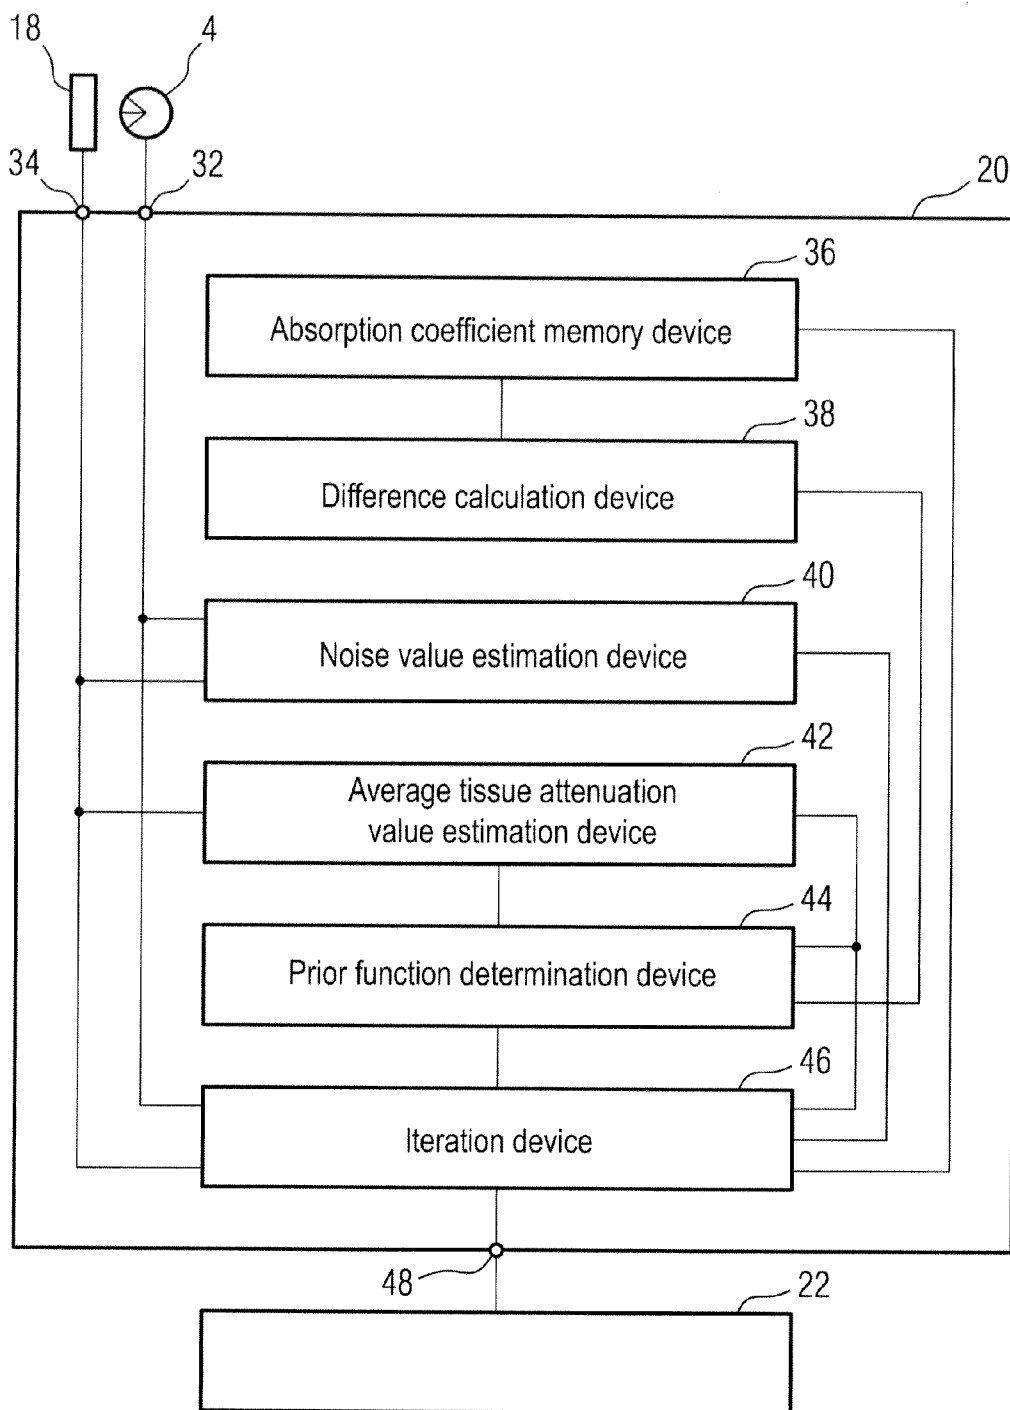 18
4
34
32
20
36
Absorption coefficient memory device
38
Difference calculation device
40
Noise value estimation device
42
Average tissue attenuation
value estimation device
44
Prior function determination device
46
Iteration device
48
22